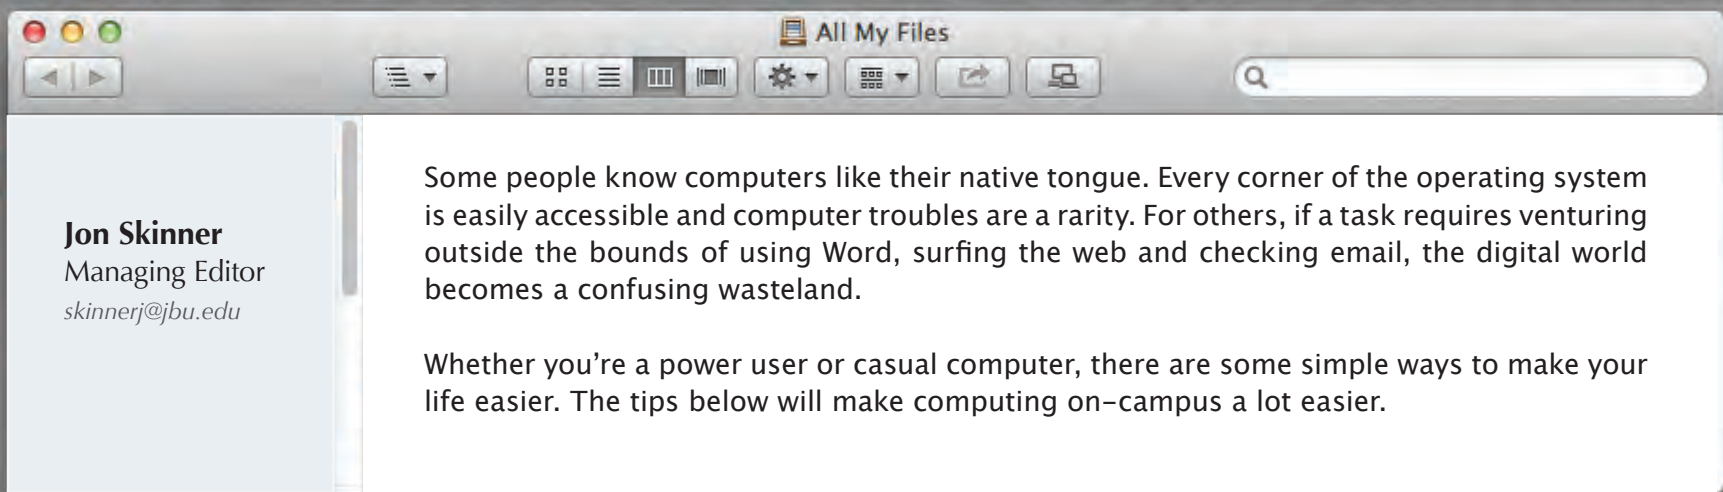 All My Files
Jon Skinner
Managing Editor
skinnerj@jbu.edu
Some people know computers like their native tongue. Every corner of the operating system
is easily accessible and computer troubles are a rarity. For others, if a task requires venturing
outside the bounds of using Word, surfing the web and checking email, the digital world
becomes a confusing wasteland.
Whether you’re a power user or casual computer, there are some simple ways to make your
life easier. The tips below will make computing on-campus a lot easier.